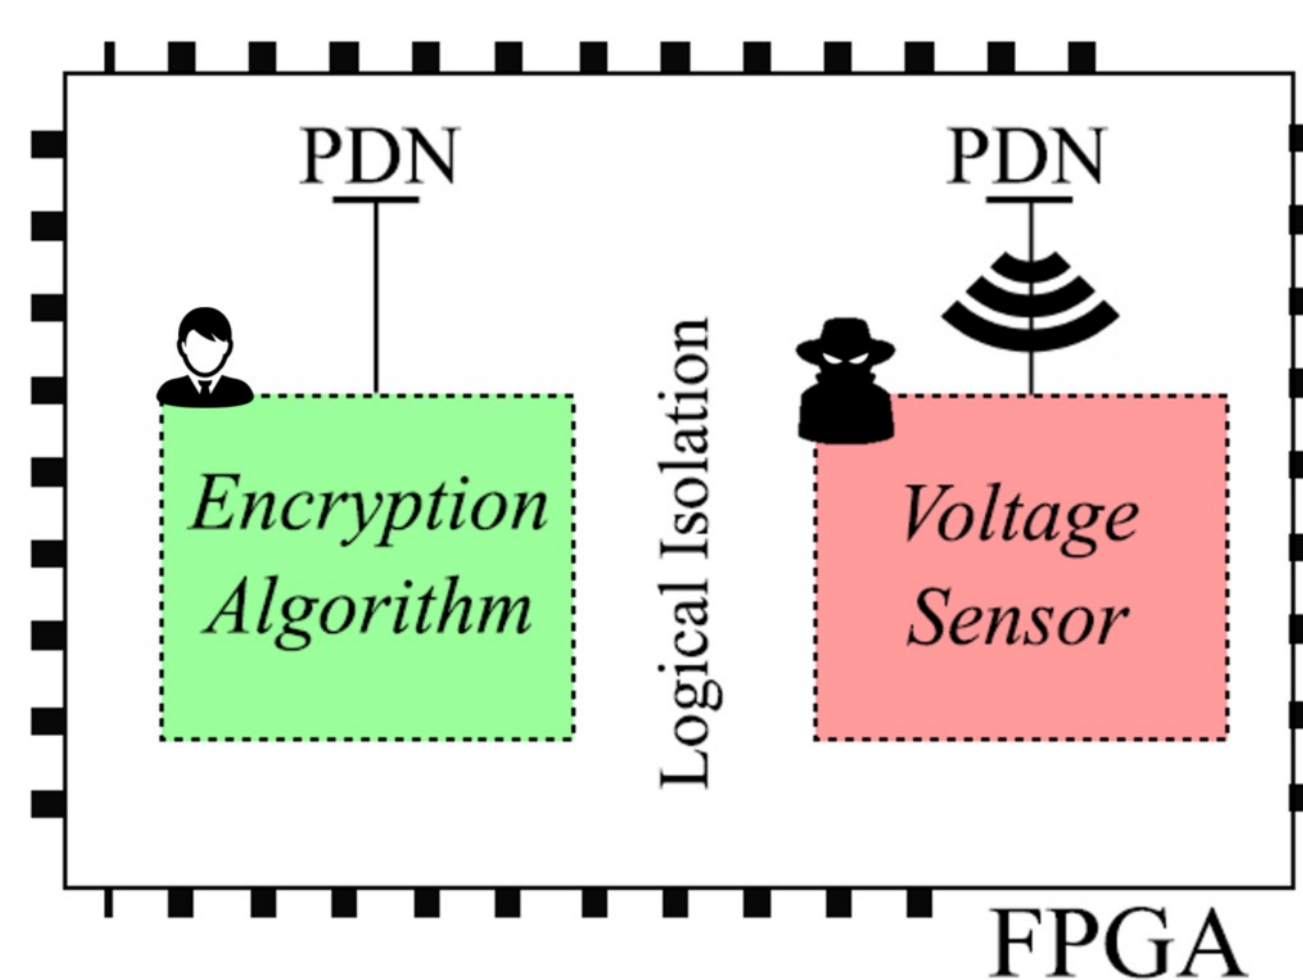 PDN
PDN
Encryption
Algorithm
Logical Isolation
Voltage
Sensor
FPGA